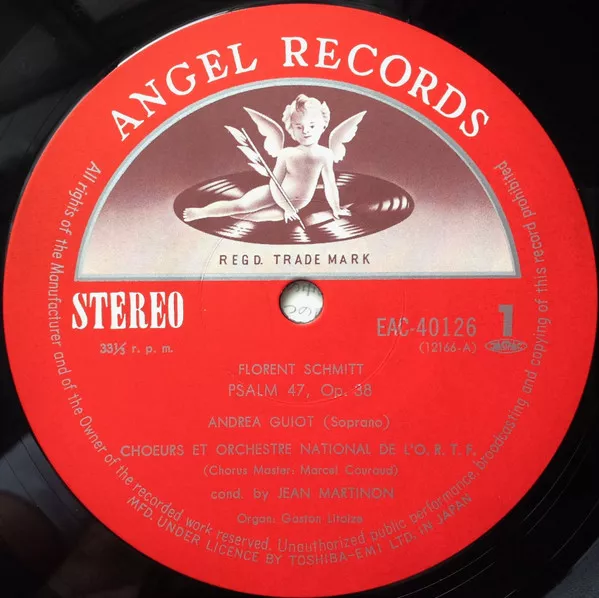 ANGEL RECORDS
REGD. TRADE MARK
STEREO
33⅓ r. p. m.
EAC-40126
(12166-A)
1
FLORENT SCHMITT
PSALM 47, Op. 38
ANDREA GUIOT (Soprano)
CHOEURS ET ORCHESTRE NATIONAL DE L'O. R. T. F.
(Chorus Master: Marcel Couraud)
cond. by JEAN MARTINON
Organ: Gaston Litaize
All rights of the Manufacturer and of the Owner of the recorded work reserved. Unauthorized public performance, broadcasting and copying of this record prohibited
MFD. UNDER LICENCE BY TOSHIBA-EMI LTD. IN JAPAN